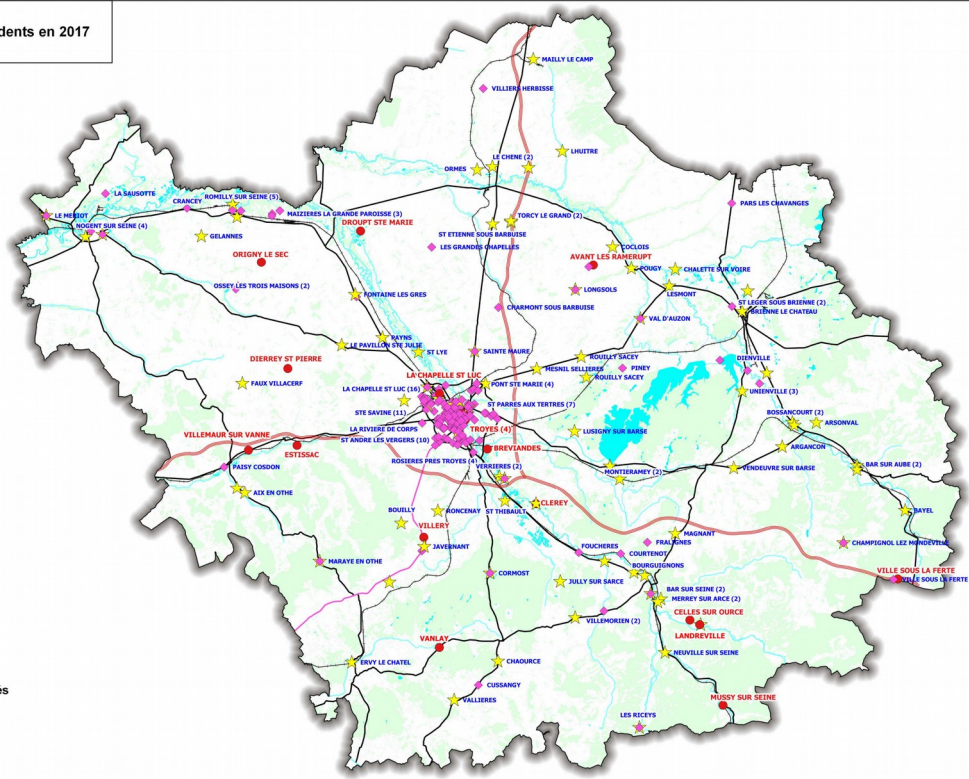 dents en 2017
MAILLY LE CAMP
VILLIERS HERBISSE
LHUITRE
LE CHENE (2)
ORMES
LA SAUSOTTE
ROMILLY SUR SEINE (5)
CRANCEY
MAIZIERES LA GRANDE PAROISSE (3)
LE MERIOT
NOGENT SUR SEINE (4)
GELANNES
DROUPT STE MARIE
TORCY LE GRAND (2)
ST ETIENNE SOUS BARBUISE
PARS LES CHAVANGES
LES GRANDES CHAPELLES
COCLOIS
ORIGNY LE SEC
AVANT LES RAMERUPT
POUGY
CHALETTE SUR VOIRE
OSSEY LES TROIS MAISONS (2)
FONTAINE LES GRES
LONGSOLS
LESMONT
CHARMONT SOUS BARBUISE
ST LEGER SOUS BRIENNE (2)
BRIENNE LE CHATEAU
VAL D'AUZON
PAYNS
LE PAVILLON STE JULIE
ST LYE
SAINTE MAURE
ROUILLY SACEY
DIERREY ST PIERRE
MESNIL SELLIERES
PINEY
DIENVILLE
LA CHAPELLE ST LUC
ROUILLY SACEY
FAUX VILLACERF
LA CHAPELLE ST LUC (16)
PONT STE MARIE (4)
UNIENVILLE (3)
STE SAVINE (11)
ST PARRES AUX TERTRES (7)
BOSSANCOURT (2)
ARSONVAL
LA RIVIERE DE CORPS
TROYES (4)
LUSIGNY SUR BARSE
VILLEMAUR SUR VANNE
ST ANDRE LES VERGERS (10)
ESTISSAC
BREVIANDES
ARGANCON
ROSIERES PRES TROYES (4)
PAISY COSDON
VERRIERES (2)
MONTIERAMEY (2)
VENDEUVRE SUR BARSE
BAR SUR AUBE (2)
AIX EN OTHE
CLEREY
BOUILLY
RONCENAY
ST THIBAULT
BAYEL
VILLERY
MAGNANT
JAVERNANT
FRALIGNES
CHAMPIGNOL LEZ MONDEVILLE
FOUCHERES
COURTENOT
MARAYE EN OTHE
BOURGUIGNONS
VILLE SOUS LA FERTE
CORMOST
JULLY SUR SARCE
VILLE SOUS LA FERTE
BAR SUR SEINE (2)
MERREY SUR ARCE (2)
CELLES SUR OURCE
VILLEMORIEN (2)
LANDREVILLE
VANLAY
NEUVILLE SUR SEINE
ERVY LE CHATEL
CHAOURCE
CUSSANGY
VALLIERES
MUSSY SUR SEINE
LES RICEYS
és